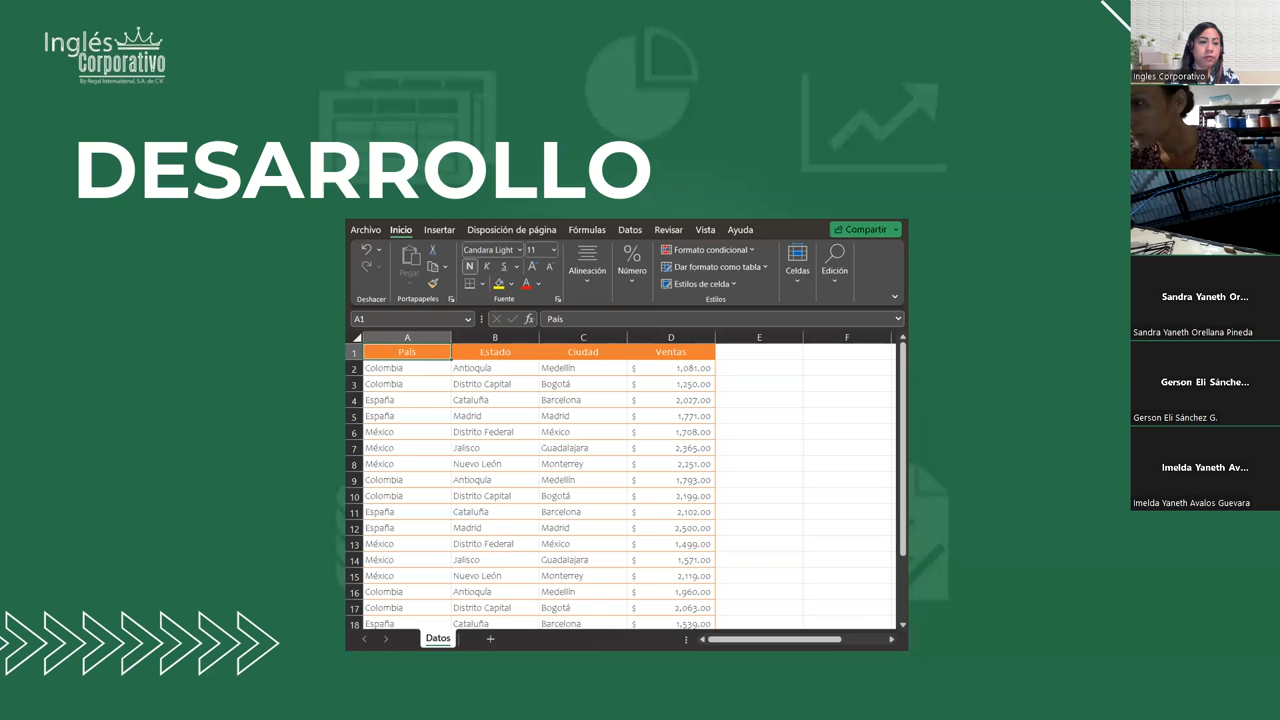 Inglés
Corporativo
By Regal International, S.A. de C.V.
DESARROLLO
Archivo Inicio Insertar Disposición de página Fórmulas Datos Revisar Vista Ayuda Compartir
Pegar
Candara Light 11
N K S A A
A
Alineación
%
Número
Formato condicional
Dar formato como tabla
Estilos de celda
Celdas
Edición
Deshacer Portapapeles Fuente Estilos
A1 fx País
A B C D E F
1 País Estado Ciudad Ventas
2 Colombia Antioquía Medellín $ 1,081.00
3 Colombia Distrito Capital Bogotá $ 1,250.00
4 España Cataluña Barcelona $ 2,027.00
5 España Madrid Madrid $ 1,771.00
6 México Distrito Federal México $ 1,708.00
7 México Jalisco Guadalajara $ 2,365.00
8 México Nuevo León Monterrey $ 2,251.00
9 Colombia Antioquía Medellín $ 1,793.00
10 Colombia Distrito Capital Bogotá $ 2,199.00
11 España Cataluña Barcelona $ 2,102.00
12 España Madrid Madrid $ 2,500.00
13 México Distrito Federal México $ 1,499.00
14 México Jalisco Guadalajara $ 1,571.00
15 México Nuevo León Monterrey $ 2,119.00
16 Colombia Antioquía Medellín $ 1,960.00
17 Colombia Distrito Capital Bogotá $ 2,063.00
18 España Cataluña Barcelona $ 1,539.00
Datos
Ingles Corporativo
Sandra Yaneth Or...
Sandra Yaneth Orellana Pineda
Gerson Eli Sánche...
Gerson Eli Sánchez G.
Imelda Yaneth Av...
Imelda Yaneth Avalos Guevara